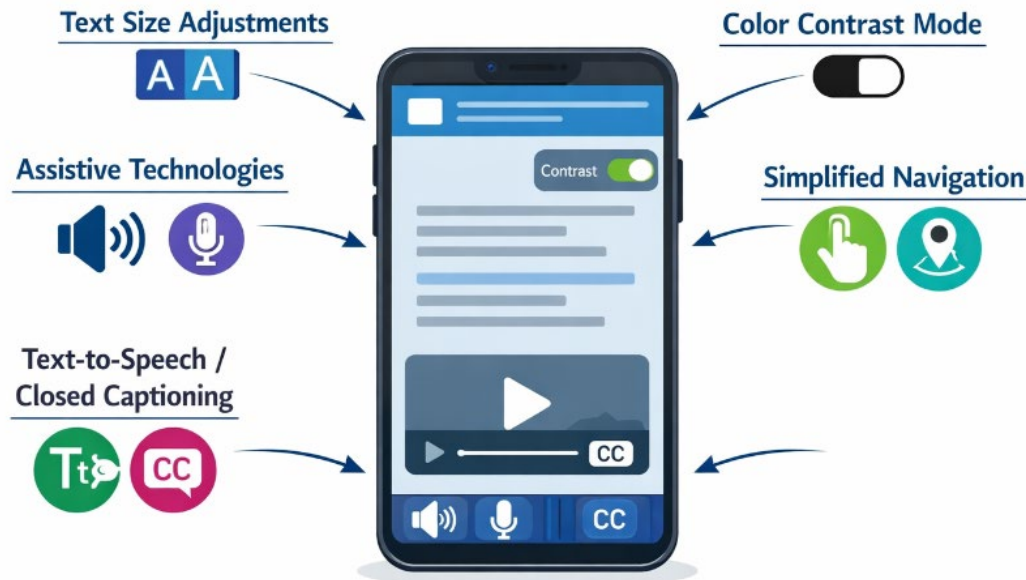 Text Size Adjustments
A A
Color Contrast Mode
Contrast
Assistive Technologies
Simplified Navigation
Text-to-Speech /
Closed Captioning
Tt
CC
CC
CC